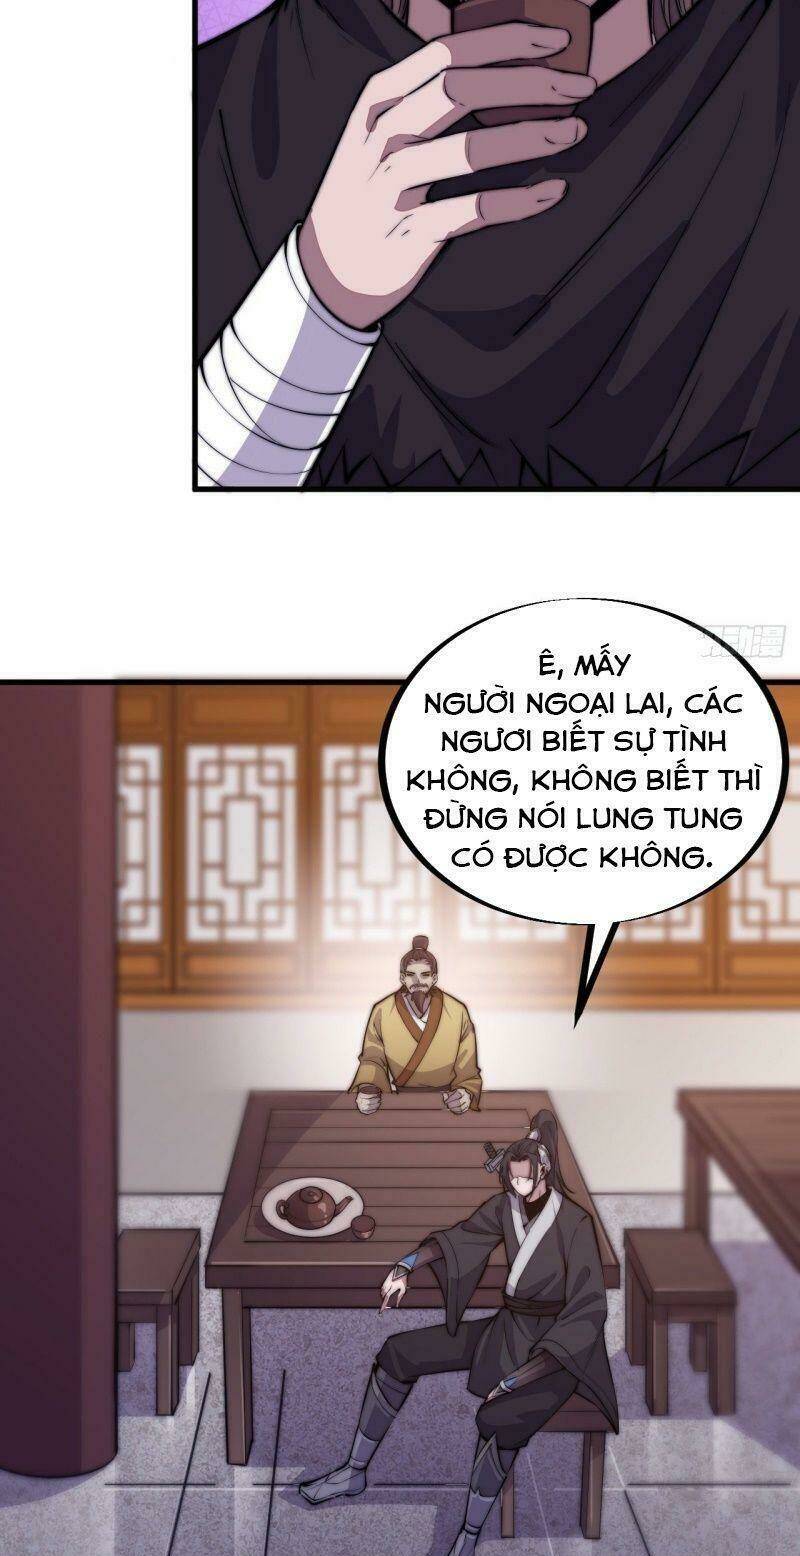 Ê, MẤY
NGƯỜI NGOẠI LAI, CÁC
NGƯƠI BIẾT SỰ TÌNH
KHÔNG, KHÔNG BIẾT THÌ
ĐỪNG NÓI LUNG TUNG
CÓ ĐƯỢC KHÔNG.